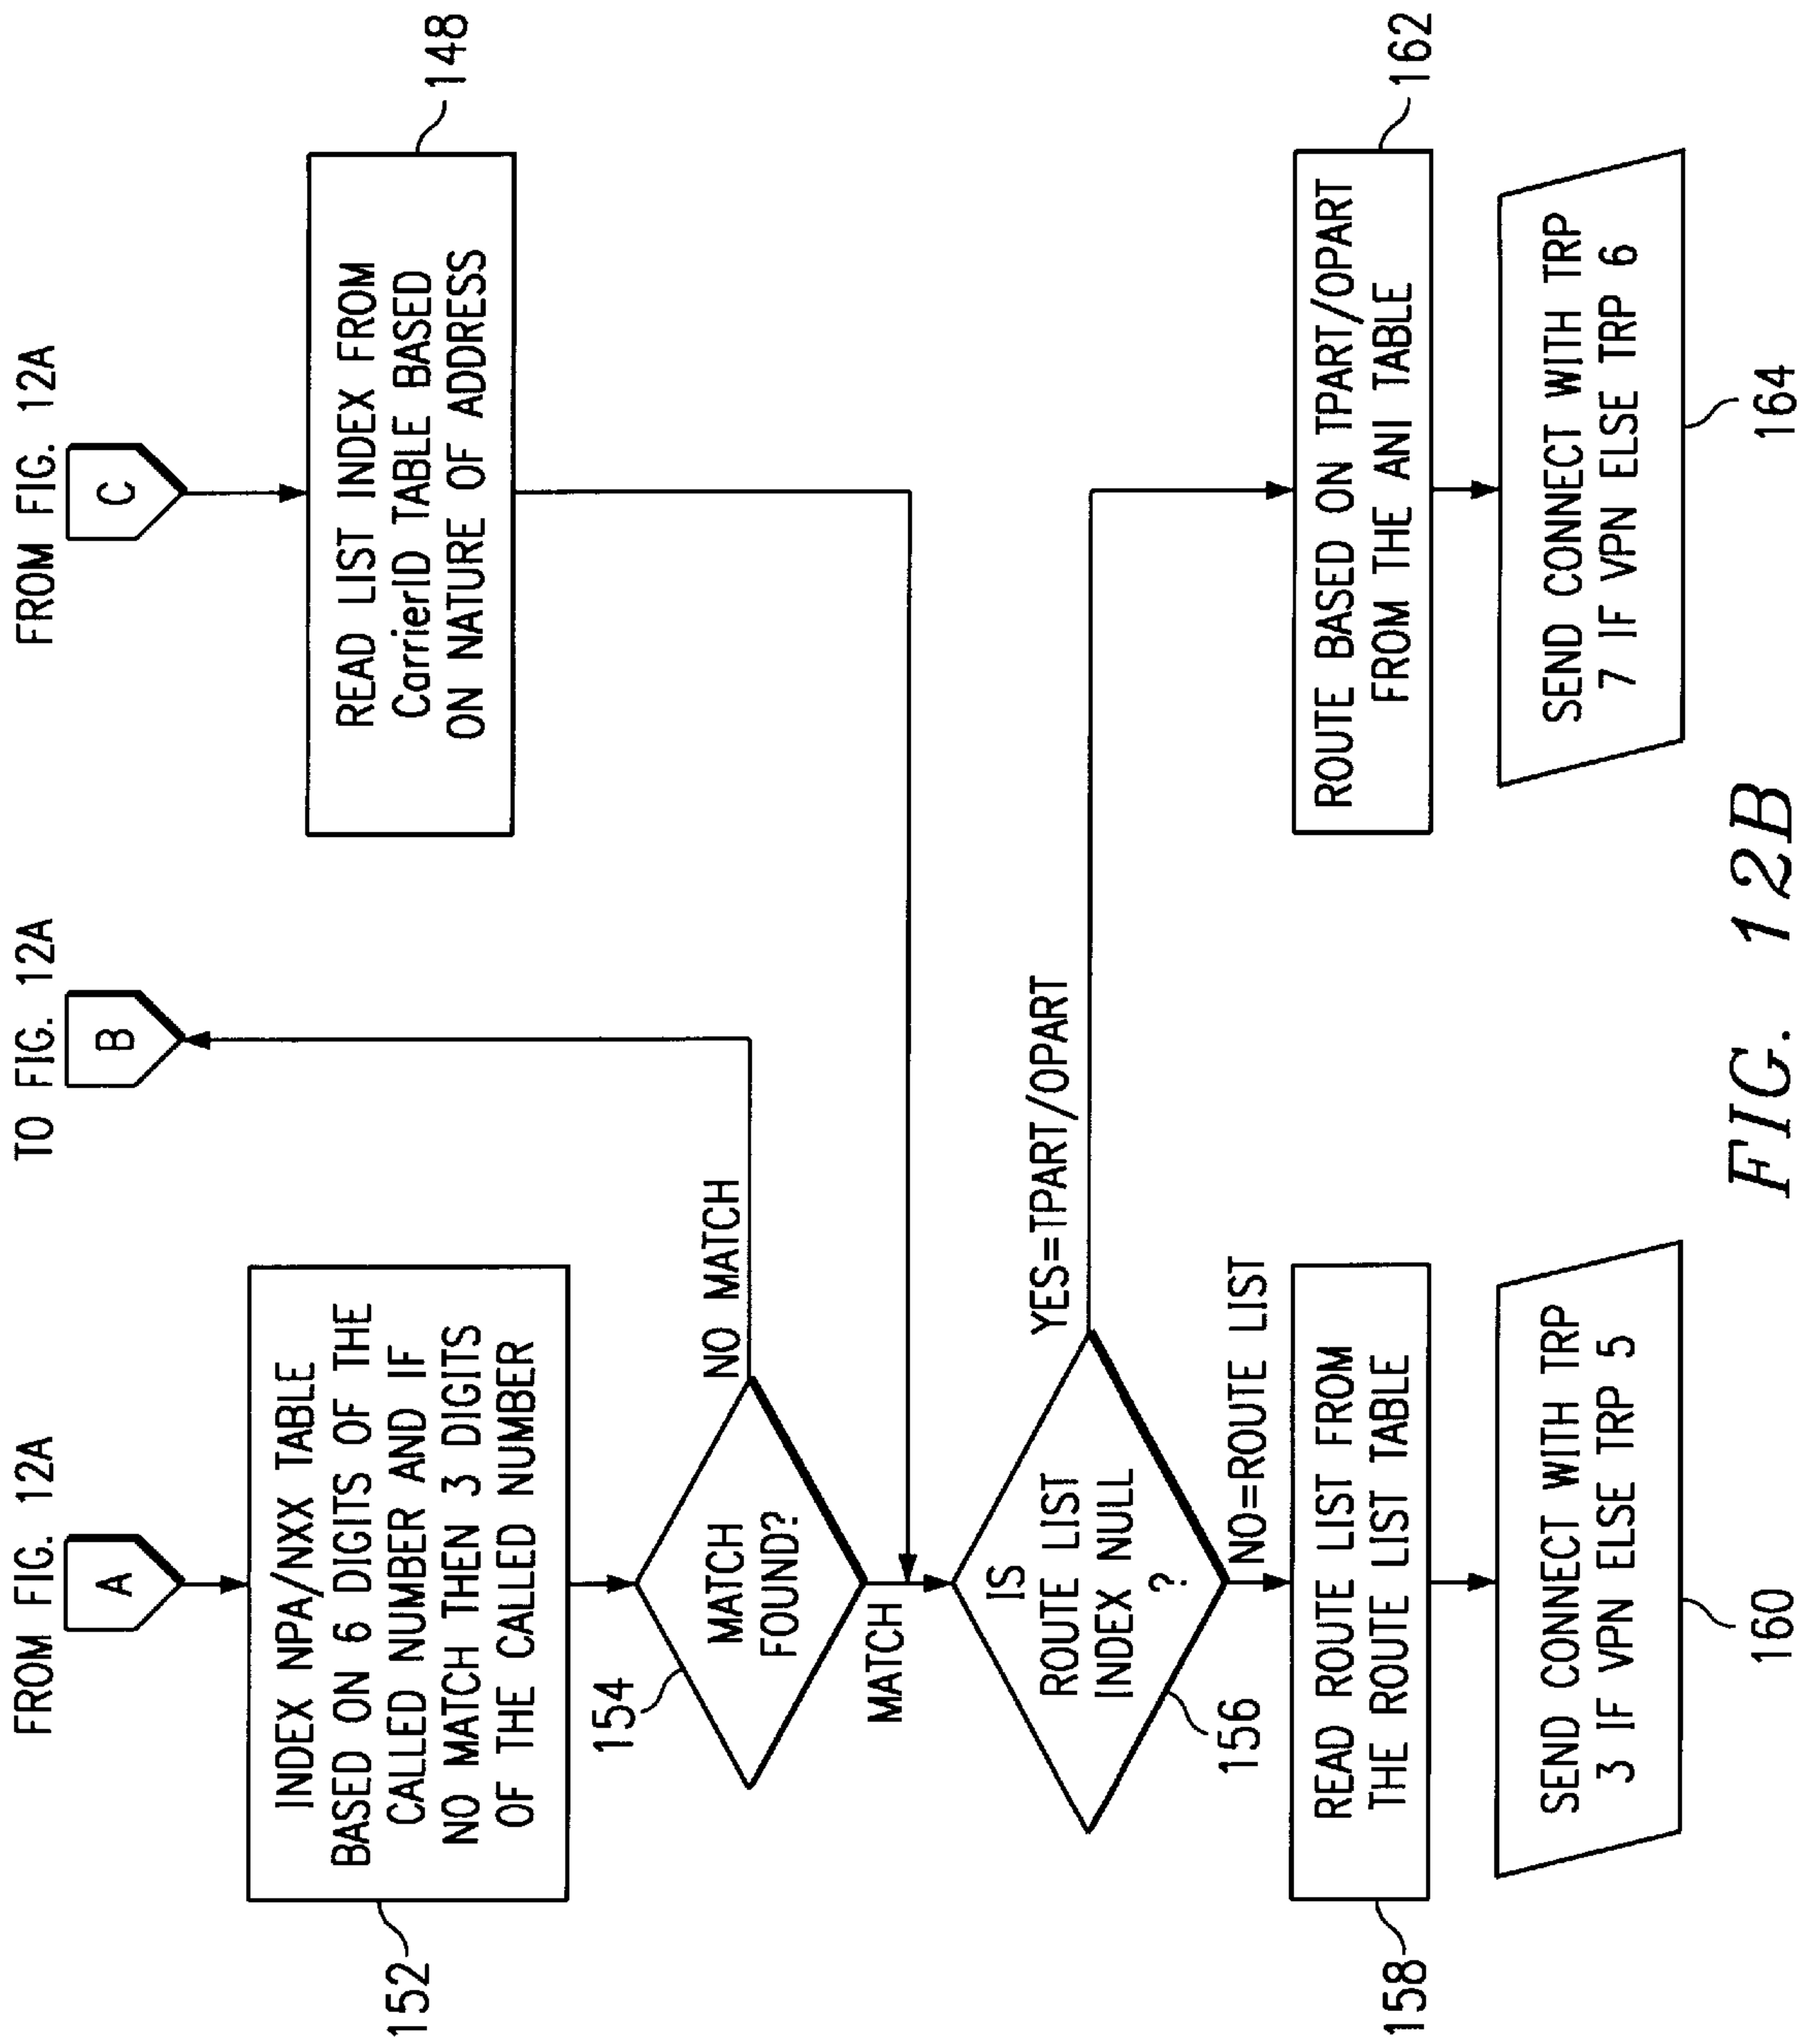 FROM FIG. 12A
A
TO FIG. 12A
B
FROM FIG. 12A
C
INDEX NPA/NXX TABLE
BASED ON 6 DIGITS OF THE
CALLED NUMBER AND IF
NO MATCH THEN 3 DIGITS
OF THE CALLED NUMBER
152
READ LIST INDEX FROM
CarrierID TABLE BASED
ON NATURE OF ADDRESS
148
154
MATCH
FOUND?
NO MATCH
MATCH
IS
ROUTE LIST
INDEX NULL
?
156
YES=TPART/OPART
NO=ROUTE LIST
READ ROUTE LIST FROM
THE ROUTE LIST TABLE
158
ROUTE BASED ON TPART/OPART
FROM THE ANI TABLE
162
SEND CONNECT WITH TRP
3 IF VPN ELSE TRP 5
160
SEND CONNECT WITH TRP
7 IF VPN ELSE TRP 6
164
FIG. 12B